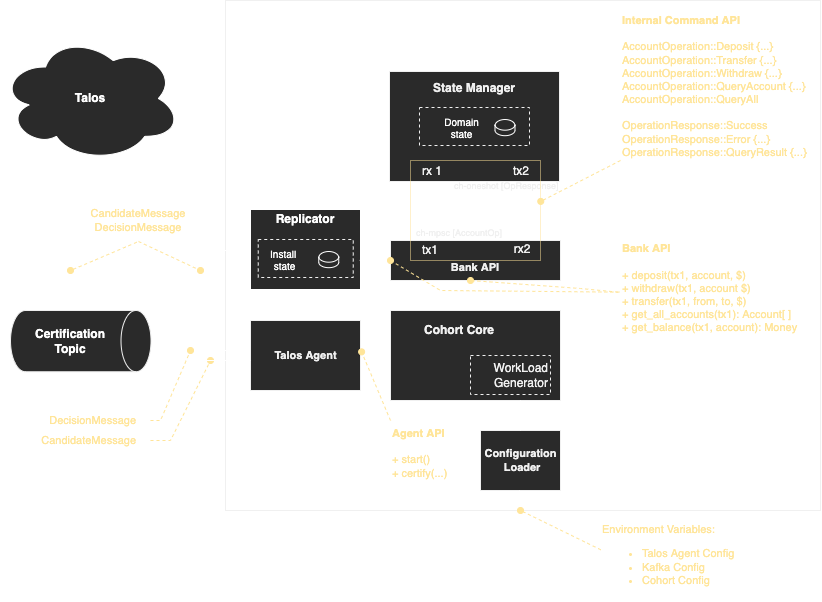 Internal Command API
AccountOperation::Deposit {...}
AccountOperation::Transfer {...}
AccountOperation::Withdraw {...}
AccountOperation::QueryAccount {...}
AccountOperation::QueryAll
OperationResponse::Success
OperationResponse::Error {...}
OperationResponse::QueryResult {...}
Talos
State Manager
Domain
state
rx 1
tx2
ch-oneshot [OpResponse]
CandidateMessage
DecisionMessage
Replicator
Install
state
ch-mpsc [AccountOp]
tx1
rx2
Bank API
Bank API
+ deposit(tx1, account, $)
+ withdraw(tx1, account $)
+ transfer(tx1, from, to, $)
+ get_all_accounts(tx1): Account[ ]
+ get_balance(tx1, account): Money
Certification
Topic
Talos Agent
Cohort Core
WorkLoad
Generator
DecisionMessage
CandidateMessage
Agent API
+ start()
+ certify(...)
Configuration
Loader
Environment Variables:
• Talos Agent Config
• Kafka Config
• Cohort Config